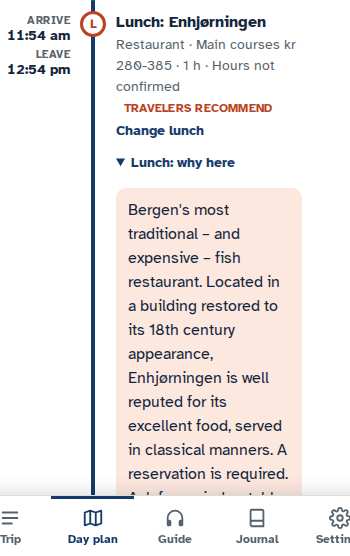 ARRIVE
11:54 am
LEAVE
12:54 pm
L
Lunch: Enhjørningen
Restaurant · Main courses kr
280–385 · 1 h · Hours not
confirmed
TRAVELERS RECOMMEND
Change lunch
▼ Lunch: why here
Bergen's most
traditional – and
expensive – fish
restaurant. Located in
a building restored to
its 18th century
appearance,
Enhjørningen is well
reputed for its
excellent food, served
in classical manners. A
reservation is required.
Trip
Day plan
Guide
Journal